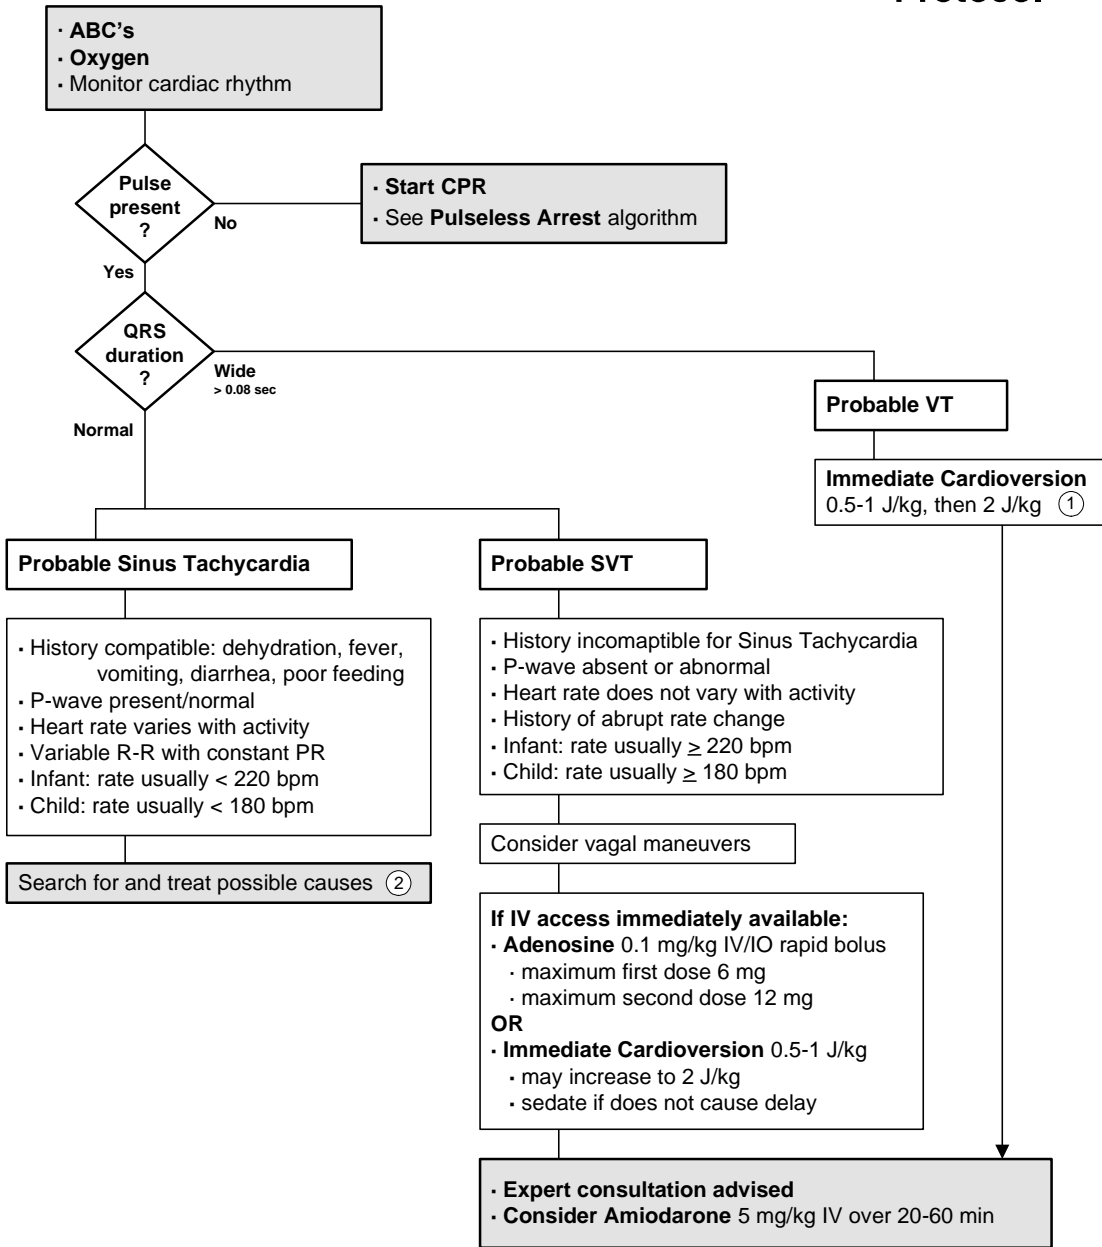 · ABC's
· Oxygen
· Monitor cardiac rhythm
Pulse
present
?
No
Yes
· Start CPR
· See Pulseless Arrest algorithm
QRS
duration
?
Wide
> 0.08 sec
Normal
Probable VT
Immediate Cardioversion
0.5-1 J/kg, then 2 J/kg ①
Probable Sinus Tachycardia
· History compatible: dehydration, fever,
vomiting, diarrhea, poor feeding
· P-wave present/normal
· Heart rate varies with activity
· Variable R-R with constant PR
· Infant: rate usually < 220 bpm
· Child: rate usually < 180 bpm
Search for and treat possible causes ②
Probable SVT
· History incomaptible for Sinus Tachycardia
· P-wave absent or abnormal
· Heart rate does not vary with activity
· History of abrupt rate change
· Infant: rate usually ≥ 220 bpm
· Child: rate usually ≥ 180 bpm
Consider vagal maneuvers
If IV access immediately available:
· Adenosine 0.1 mg/kg IV/IO rapid bolus
· maximum first dose 6 mg
· maximum second dose 12 mg
OR
· Immediate Cardioversion 0.5-1 J/kg
· may increase to 2 J/kg
· sedate if does not cause delay
· Expert consultation advised
· Consider Amiodarone 5 mg/kg IV over 20-60 min